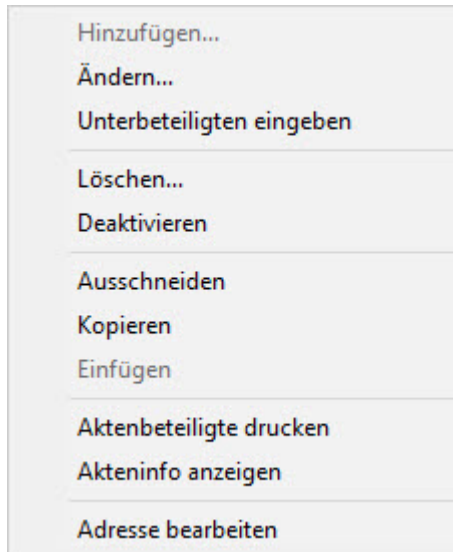 Hinzufügen...
Ändern...
Unterbeteiligten eingeben
Löschen...
Deaktivieren
Ausschneiden
Kopieren
Einfügen
Aktenbeteiligte drucken
Akteninfo anzeigen
Adresse bearbeiten